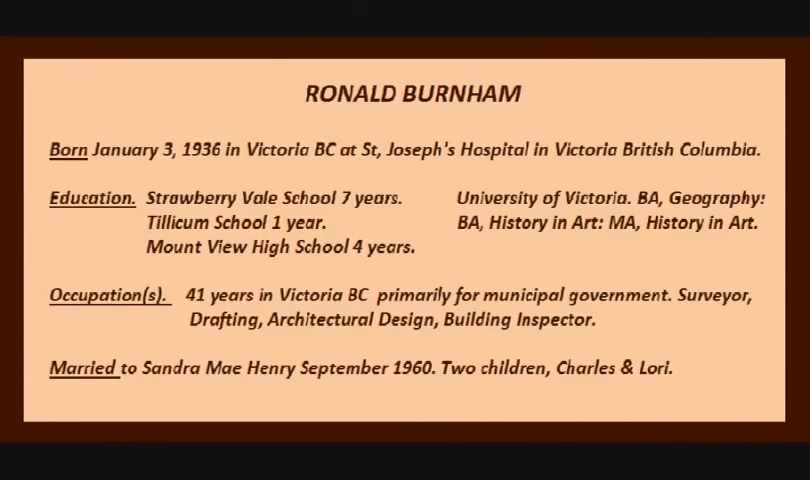 RONALD BURNHAM
Born January 3, 1936 in Victoria BC at St, Joseph's Hospital in Victoria British Columbia.
Education. Strawberry Vale School 7 years. University of Victoria. BA, Geography:
Tillicum School 1 year. BA, History in Art: MA, History in Art.
Mount View High School 4 years.
Occupation(s). 41 years in Victoria BC primarily for municipal government. Surveyor,
Drafting, Architectural Design, Building Inspector.
Married to Sandra Mae Henry September 1960. Two children, Charles & Lori.